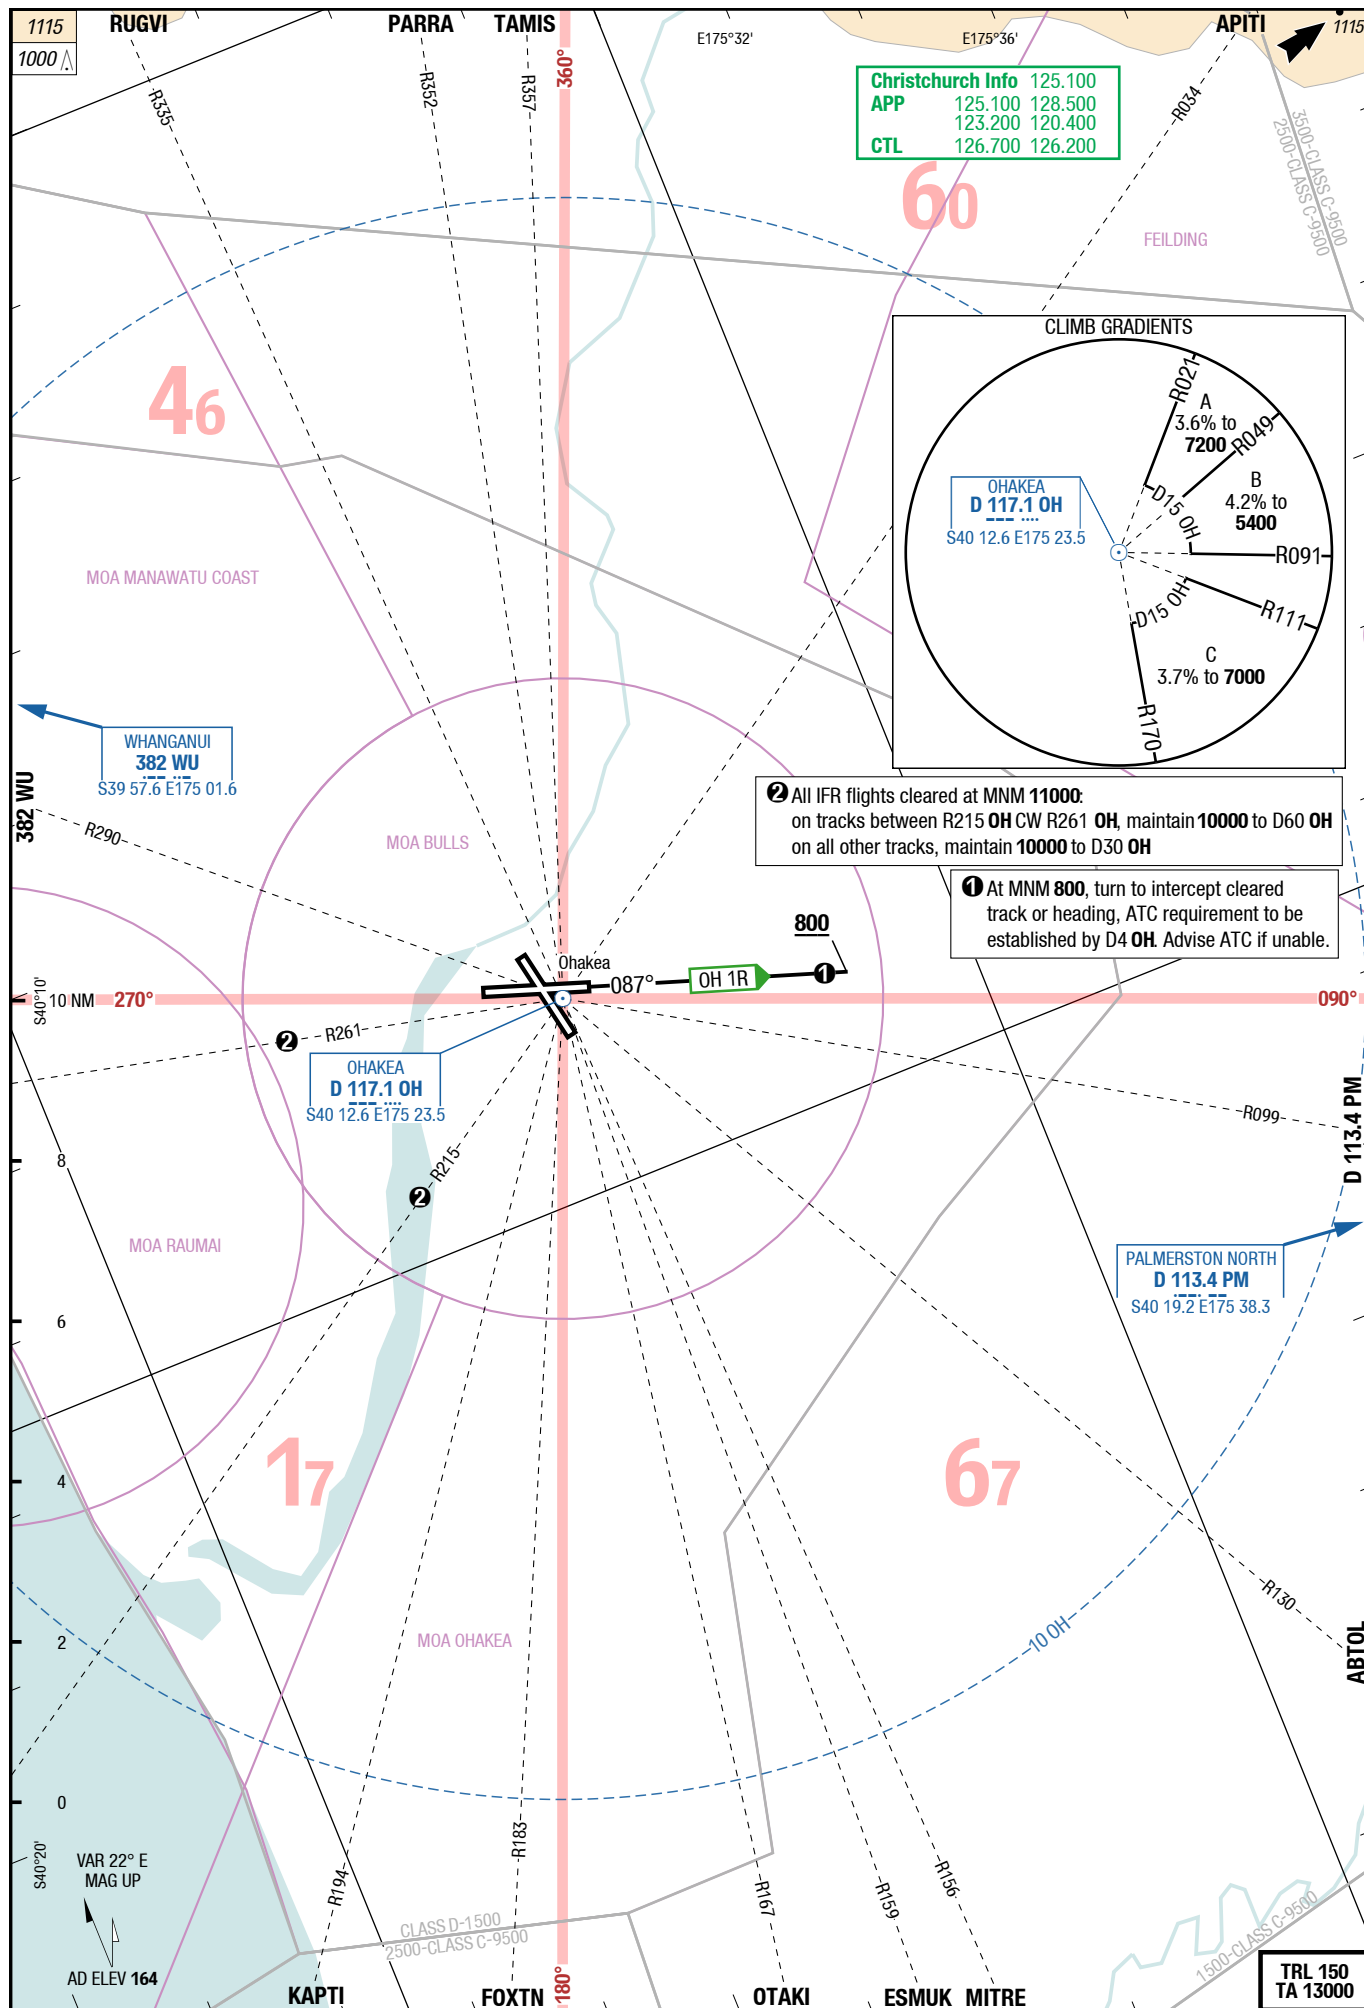 1115
1000
RUGVI
PARRA
TAMIS
E175°32'
E175°36'
APITI
1115
360°
R335
R352
R357
R034
Christchurch Info 125.100
APP 125.100 128.500
123.200 120.400
CTL 126.700 126.200
3500-CLASS C-9500
2500-CLASS C-9500
60
FEILDING
46
CLIMB GRADIENTS
R021
A
3.6% to
7200
R049
B
4.2% to
5400
D15 OH
R091
OHAKEA
D 117.1 OH
S40 12.6 E175 23.5
D15 OH
R111
C
3.7% to 7000
R170
MOA MANAWATU COAST
WHANGANUI
382 WU
S39 57.6 E175 01.6
382 WU
R290
MOA BULLS
2 All IFR flights cleared at MNM 11000:
on tracks between R215 OH CW R261 OH, maintain 10000 to D60 OH
on all other tracks, maintain 10000 to D30 OH
1 At MNM 800, turn to intercept cleared
track or heading, ATC requirement to be
established by D4 OH. Advise ATC if unable.
800
Ohakea
087°
OH 1R
1
S40°10'
10 NM
270°
090°
2
R261
OHAKEA
D 117.1 OH
S40 12.6 E175 23.5
R099
D 113.4 PM
8
R215
2
MOA RAUMAI
PALMERSTON NORTH
D 113.4 PM
S40 19.2 E175 38.3
6
17
67
4
R130
2
MOA OHAKEA
10 OH
ABTOL
0
S40°20'
VAR 22° E
MAG UP
R194
R183
R167
R159
R156
CLASS D-1500
2500-CLASS C-9500
1500-CLASS C-9500
AD ELEV 164
180°
KAPTI
FOXTN
OTAKI
ESMUK
MITRE
TRL 150
TA 13000